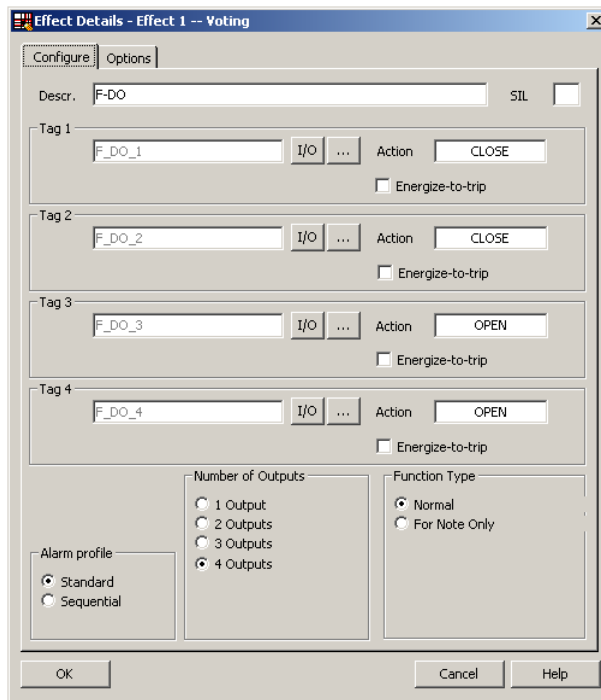 Effect Details - Effect 1 -- Voting
Configure Options
Descr. F-DO SIL
Tag 1
F_DO_1 I/O ... Action CLOSE
Energize-to-trip
Tag 2
F_DO_2 I/O ... Action CLOSE
Energize-to-trip
Tag 3
F_DO_3 I/O ... Action OPEN
Energize-to-trip
Tag 4
F_DO_4 I/O ... Action OPEN
Energize-to-trip
Number of Outputs
1 Output
2 Outputs
3 Outputs
4 Outputs
Function Type
Normal
For Note Only
Alarm profile
Standard
Sequential
OK Cancel Help